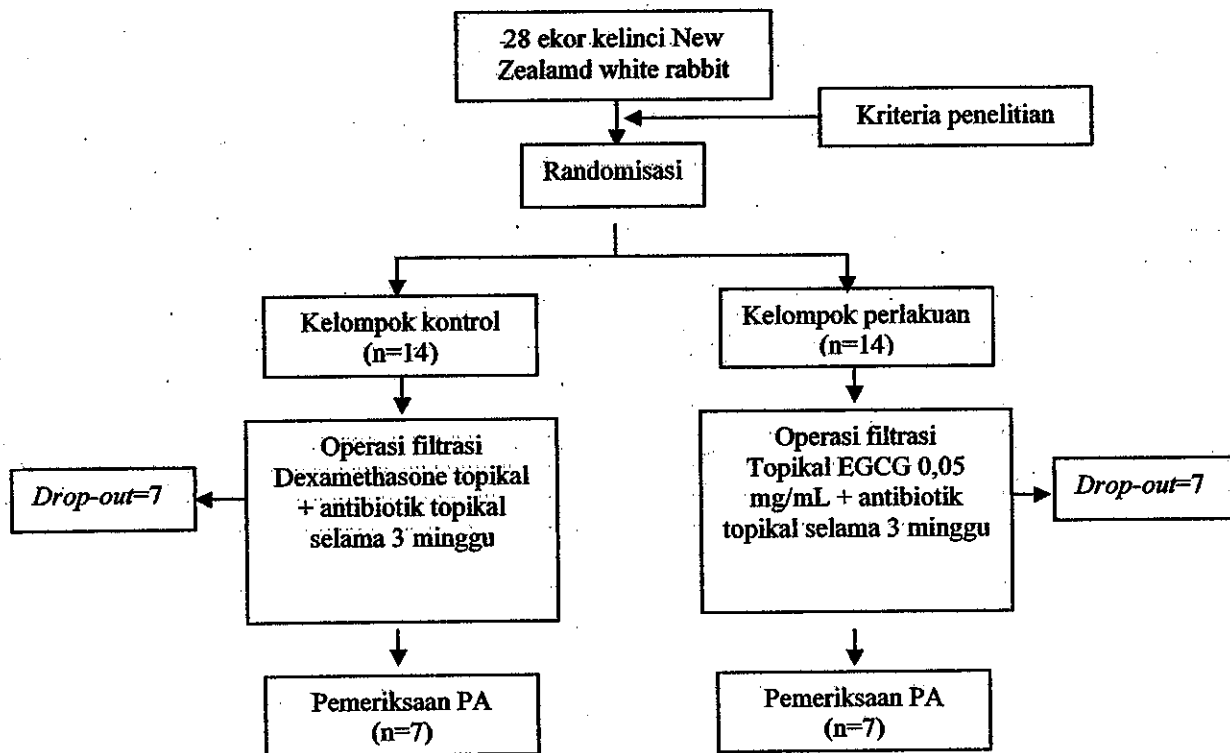 28 ekor kelinci New
Zealamd white rabbit
Kriteria penelitian
Randomisasi
Kelompok kontrol
(n=14)
Kelompok perlakuan
(n=14)
Operasi filtrasi
Dexamethasone topikal
+ antibiotik topikal
selama 3 minggu
Drop-out=7
Operasi filtrasi
Topikal EGCG 0,05
mg/mL + antibiotik
topikal selama 3 minggu
Drop-out=7
Pemeriksaan PA
(n=7)
Pemeriksaan PA
(n=7)